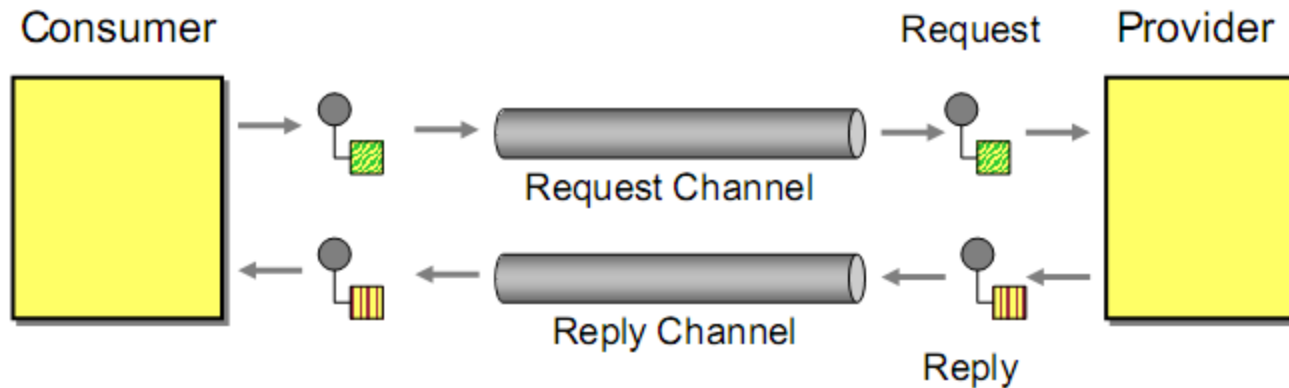 Consumer
Request
Provider
Request Channel
Reply Channel
Reply